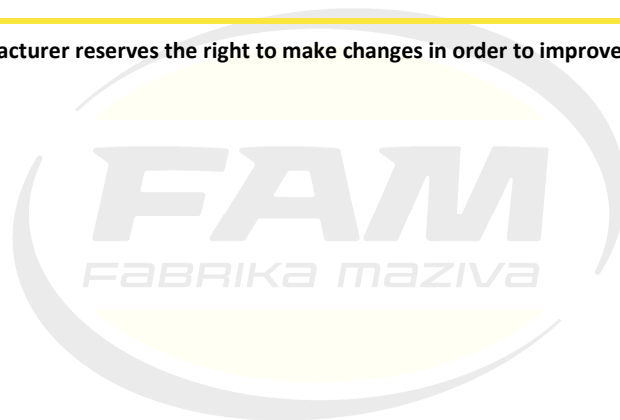 acturer reserves the right to make changes in order to improve
FAM
FABRIKA MAZIVA